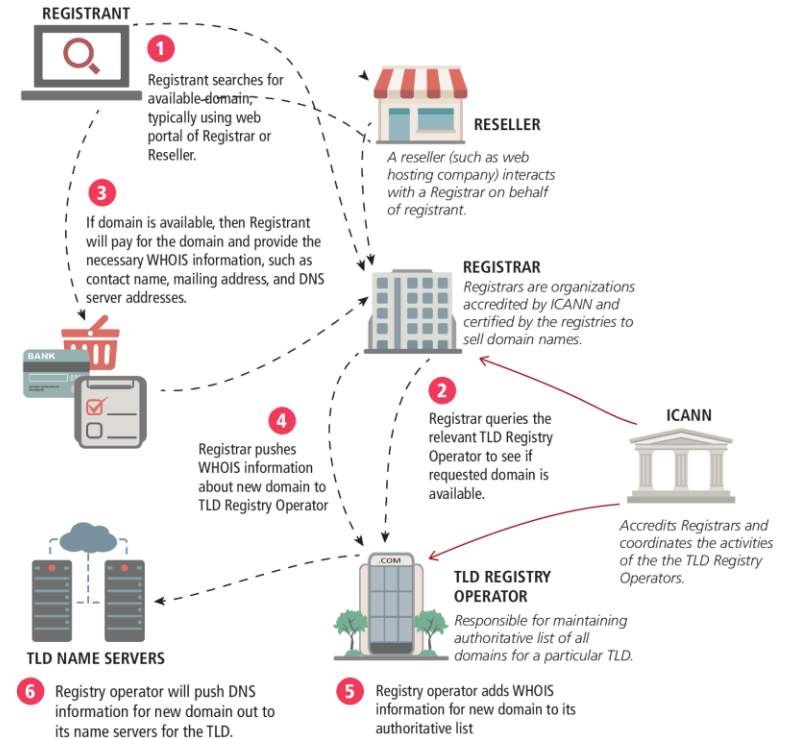 REGISTRANT
1
Registrant searches for
available domain,
typically using web
portal of Registrar or
Reseller.
RESELLER
A reseller (such as web
hosting company) interacts
with a Registrar on behalf
of registrant.
3
If domain is available, then Registrant
will pay for the domain and provide the
necessary WHOIS information, such as
contact name, mailing address, and DNS
server addresses.
REGISTRAR
Registrars are organizations
accredited by ICANN and
certified by the registries to
sell domain names.
BANK
2
Registrar queries the
relevant TLD Registry
Operator to see if
requested domain is
available.
4
Registrar pushes
WHOIS information
about new domain to
TLD Registry Operator
ICANN
Accredits Registrars and
coordinates the activities
of the the TLD Registry
Operators.
.COM
TLD REGISTRY
OPERATOR
Responsible for maintaining
authoritative list of all
domains for a particular TLD.
TLD NAME SERVERS
6
Registry operator will push DNS
information for new domain out to
its name servers for the TLD.
5
Registry operator adds WHOIS
information for new domain to its
authoritative list